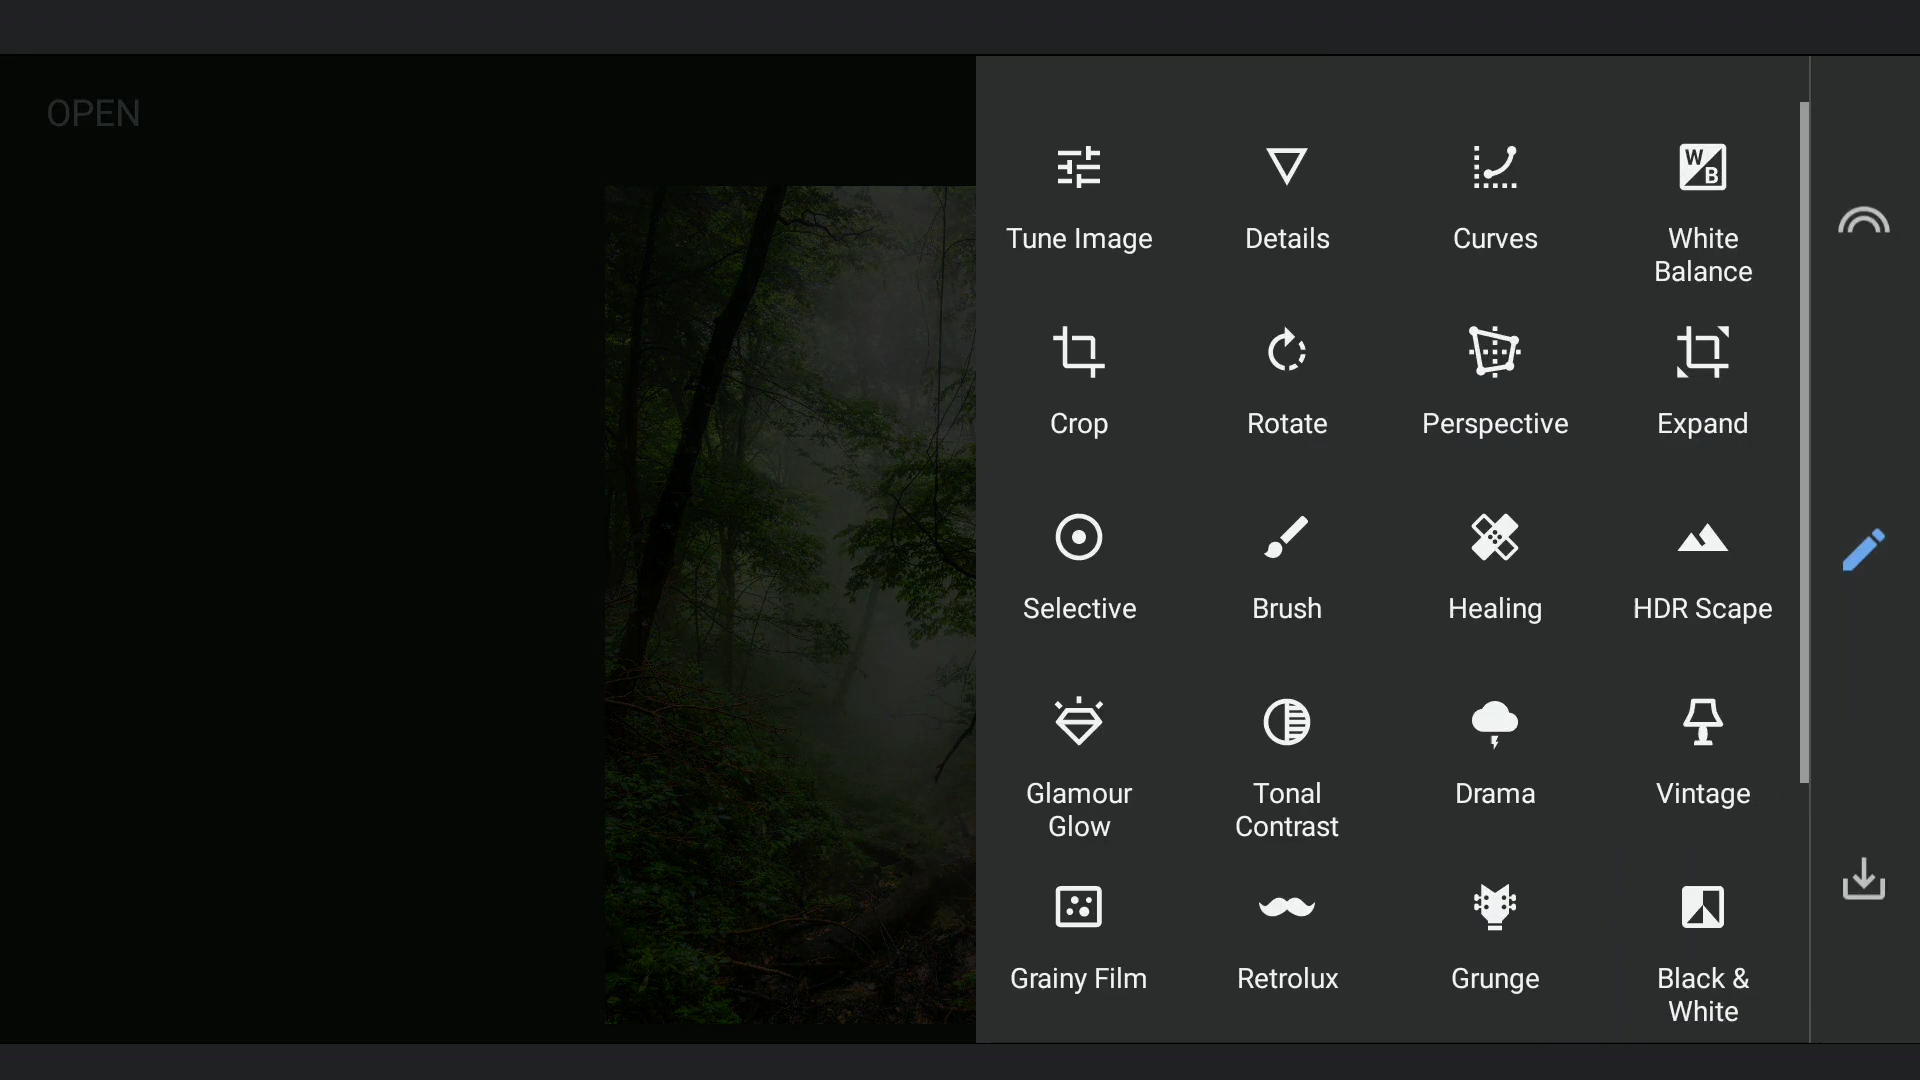 OPEN
Tune Image
Details
Curves
White
Balance
Crop
Rotate
Perspective
Expand
Selective
Brush
Healing
HDR Scape
Glamour
Glow
Tonal
Contrast
Drama
Vintage
Grainy Film
Retrolux
Grunge
Black &
White